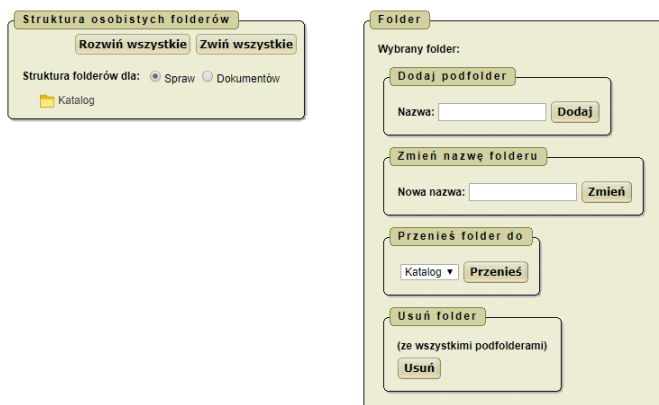 Struktura osobistych folderów
Rozwiń wszystkie Zwiń wszystkie
Struktura folderów dla: Spraw Dokumentów
Katalog
Folder
Wybrany folder:
Dodaj podfolder
Nazwa: Dodaj
Zmień nazwę folderu
Nowa nazwa: Zmień
Przenieś folder do
Katalog Przenieś
Usuń folder
(ze wszystkimi podfolderami)
Usuń